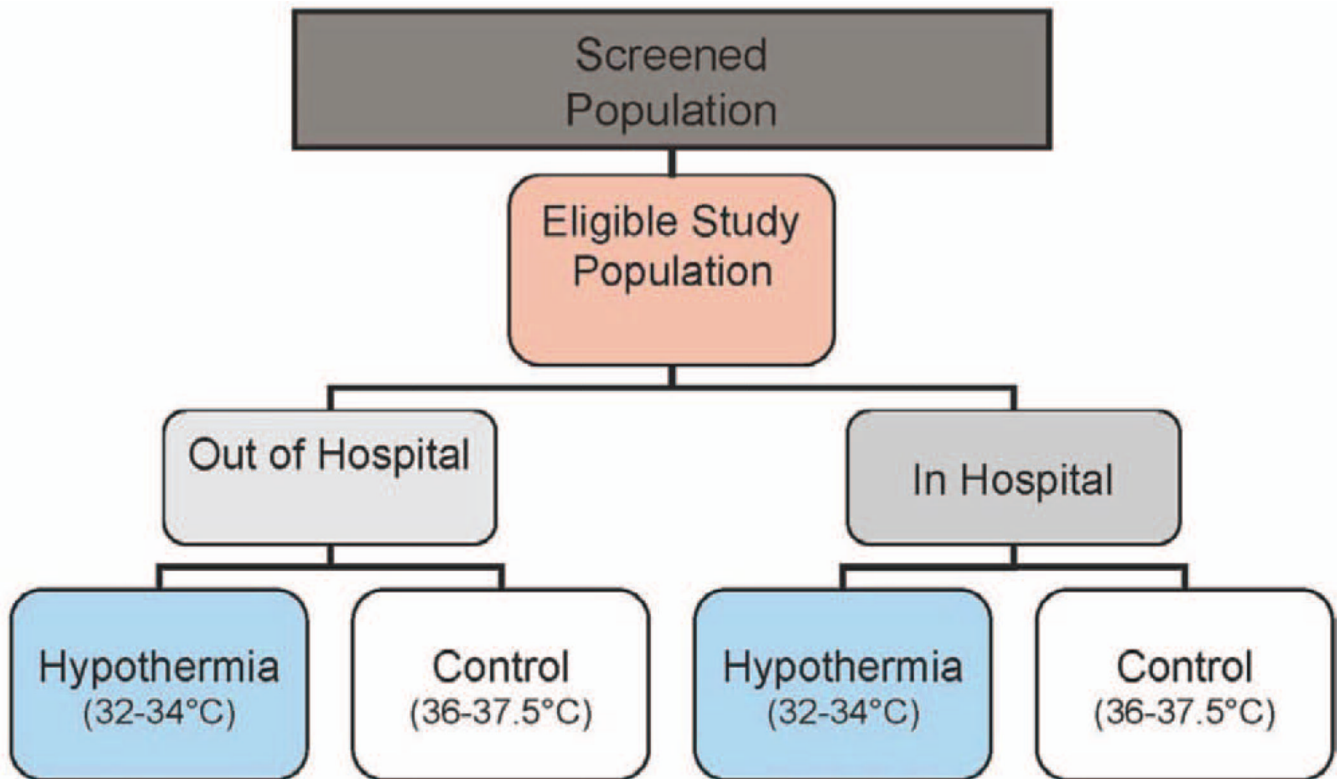 Screened
Population
Eligible Study
Population
Out of Hospital
In Hospital
Hypothermia
(32-34°C)
Control
(36-37.5°C)
Hypothermia
(32-34°C)
Control
(36-37.5°C)